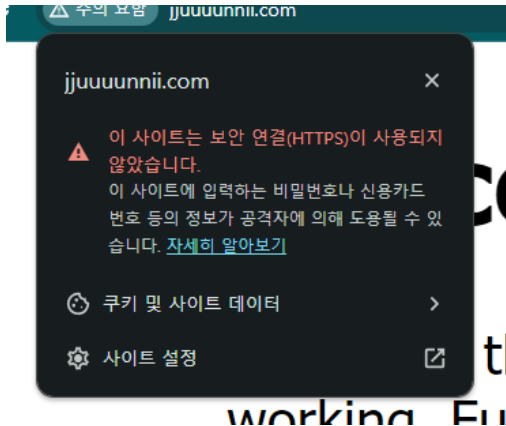 주의 요함 jjuuuunnii.com
jjuuuunnii.com
이 사이트는 보안 연결(HTTPS)이 사용되지
않았습니다.
이 사이트에 입력하는 비밀번호나 신용카드
번호 등의 정보가 공격자에 의해 도용될 수 있
습니다. 자세히 알아보기
쿠키 및 사이트 데이터
사이트 설정
working. Fu